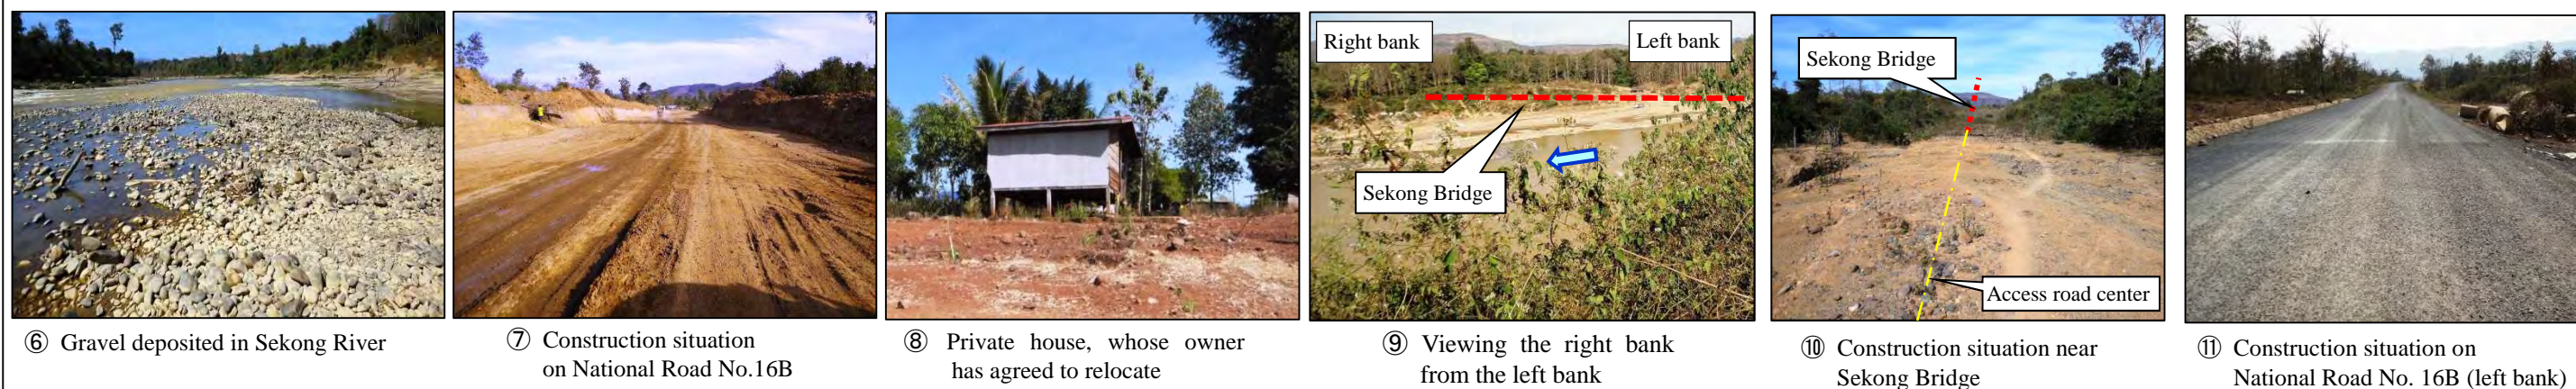 Right bank
Left bank
Sekong Bridge
Sekong Bridge
Access road center
⑥ Gravel deposited in Sekong River
⑦ Construction situation
on National Road No.16B
⑧ Private house, whose owner
has agreed to relocate
⑨ Viewing the right bank
from the left bank
⑩ Construction situation near
Sekong Bridge
⑪ Construction situation on
National Road No. 16B (left bank)